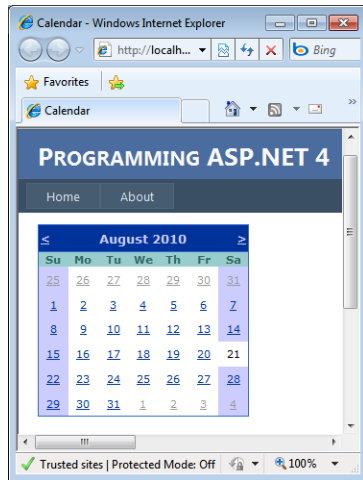 Calendar - Windows Internet Explorer
http://localh...
Bing
Favorites
Calendar
»
PROGRAMMING ASP.NET 4
Home About
< August 2010 >
Su Mo Tu We Th Fr Sa
25 26 27 28 29 30 31
1 2 3 4 5 6 7
8 9 10 11 12 13 14
15 16 17 18 19 20 21
22 23 24 25 26 27 28
29 30 31 1 2 3 4
Trusted sites | Protected Mode: Off 100%